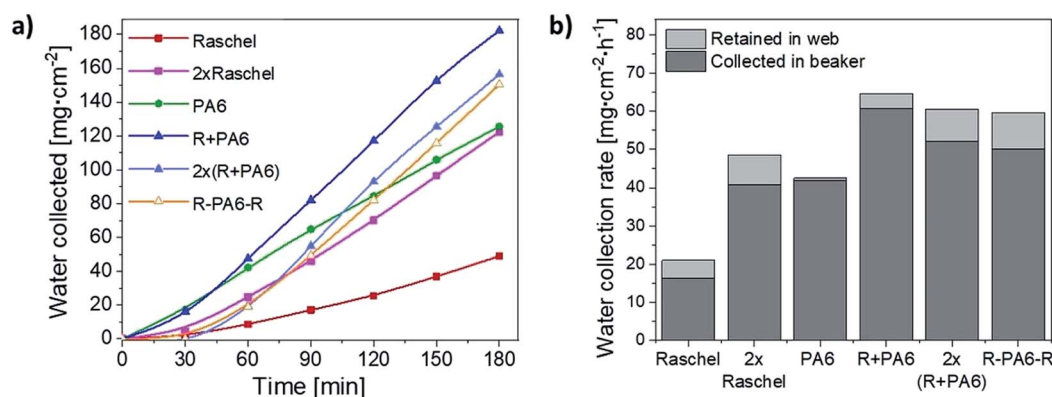 a)
Water collected [mg·cm⁻²]
180
160
140
120
100
80
60
40
20
0
Raschel
2xRaschel
PA6
R+PA6
2x(R+PA6)
R-PA6-R
0 30 60 90 120 150 180
Time [min]
b)
Water collection rate [mg·cm⁻²·h⁻¹]
80
70
60
50
40
30
20
10
0
Retained in web
Collected in beaker
Raschel 2x PA6 R+PA6 2x R-PA6-R
Raschel (R+PA6)